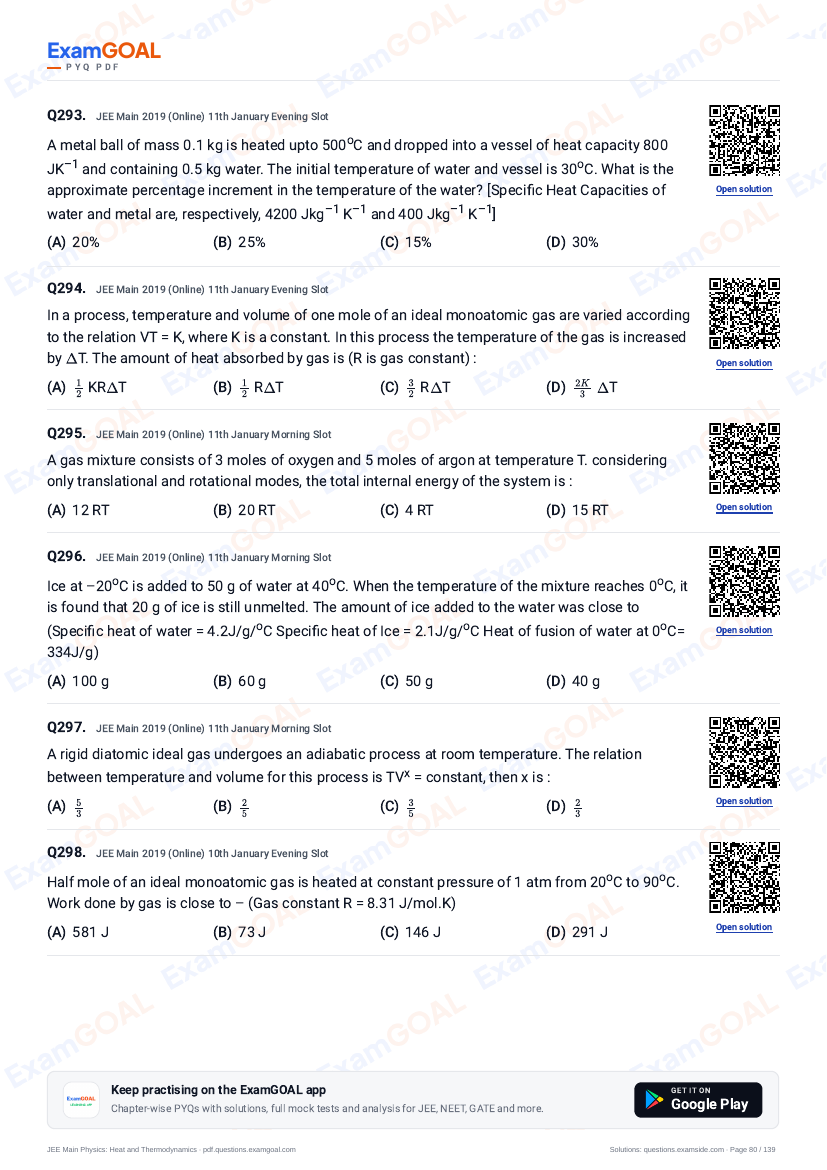 ExamGOAL
PYQ PDF
Q293. JEE Main 2019 (Online) 11th January Evening Slot
A metal ball of mass 0.1 kg is heated upto 500⁰C and dropped into a vessel of heat capacity 800
JK⁻¹ and containing 0.5 kg water. The initial temperature of water and vessel is 30⁰C. What is the
approximate percentage increment in the temperature of the water? [Specific Heat Capacities of
water and metal are, respectively, 4200 Jkg⁻¹ K⁻¹ and 400 Jkg⁻¹ K⁻¹]
(A) 20% (B) 25% (C) 15% (D) 30%
Open solution
Q294. JEE Main 2019 (Online) 11th January Evening Slot
In a process, temperature and volume of one mole of an ideal monoatomic gas are varied according
to the relation VT = K, where K is a constant. In this process the temperature of the gas is increased
by ΔT. The amount of heat absorbed by gas is (R is gas constant) :
(A) 1/2 KRΔT (B) 1/2 RΔT (C) 3/2 RΔT (D) 2K/3 ΔT
Open solution
Q295. JEE Main 2019 (Online) 11th January Morning Slot
A gas mixture consists of 3 moles of oxygen and 5 moles of argon at temperature T. considering
only translational and rotational modes, the total internal energy of the system is :
(A) 12 RT (B) 20 RT (C) 4 RT (D) 15 RT
Open solution
Q296. JEE Main 2019 (Online) 11th January Morning Slot
Ice at –20⁰C is added to 50 g of water at 40⁰C. When the temperature of the mixture reaches 0⁰C, it
is found that 20 g of ice is still unmelted. The amount of ice added to the water was close to
(Specific heat of water = 4.2J/g/⁰C Specific heat of Ice = 2.1J/g/⁰C Heat of fusion of water at 0⁰C=
334J/g)
(A) 100 g (B) 60 g (C) 50 g (D) 40 g
Open solution
Q297. JEE Main 2019 (Online) 11th January Morning Slot
A rigid diatomic ideal gas undergoes an adiabatic process at room temperature. The relation
between temperature and volume for this process is TVˣ = constant, then x is :
(A) 5/3 (B) 2/5 (C) 3/5 (D) 2/3
Open solution
Q298. JEE Main 2019 (Online) 10th January Evening Slot
Half mole of an ideal monoatomic gas is heated at constant pressure of 1 atm from 20⁰C to 90⁰C.
Work done by gas is close to – (Gas constant R = 8.31 J/mol.K)
(A) 581 J (B) 73 J (C) 146 J (D) 291 J
Open solution
ExamGOAL
Keep practising on the ExamGOAL app
Chapter-wise PYQs with solutions, full mock tests and analysis for JEE, NEET, GATE and more.
GET IT ON
Google Play
JEE Main Physics: Heat and Thermodynamics · pdf.questions.examgoal.com
Solutions: questions.examside.com · Page 80 / 139